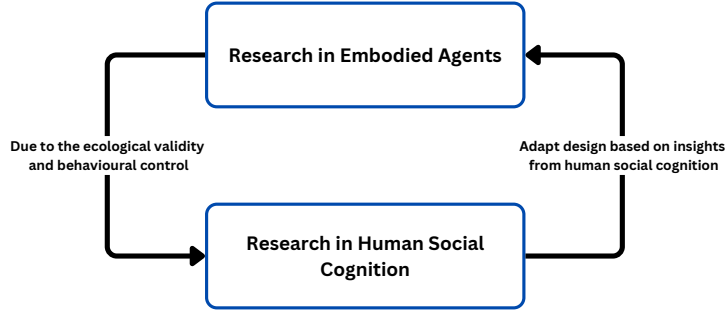 Research in Embodied Agents
Due to the ecological validity
and behavioural control
Adapt design based on insights
from human social cognition
Research in Human Social
Cognition